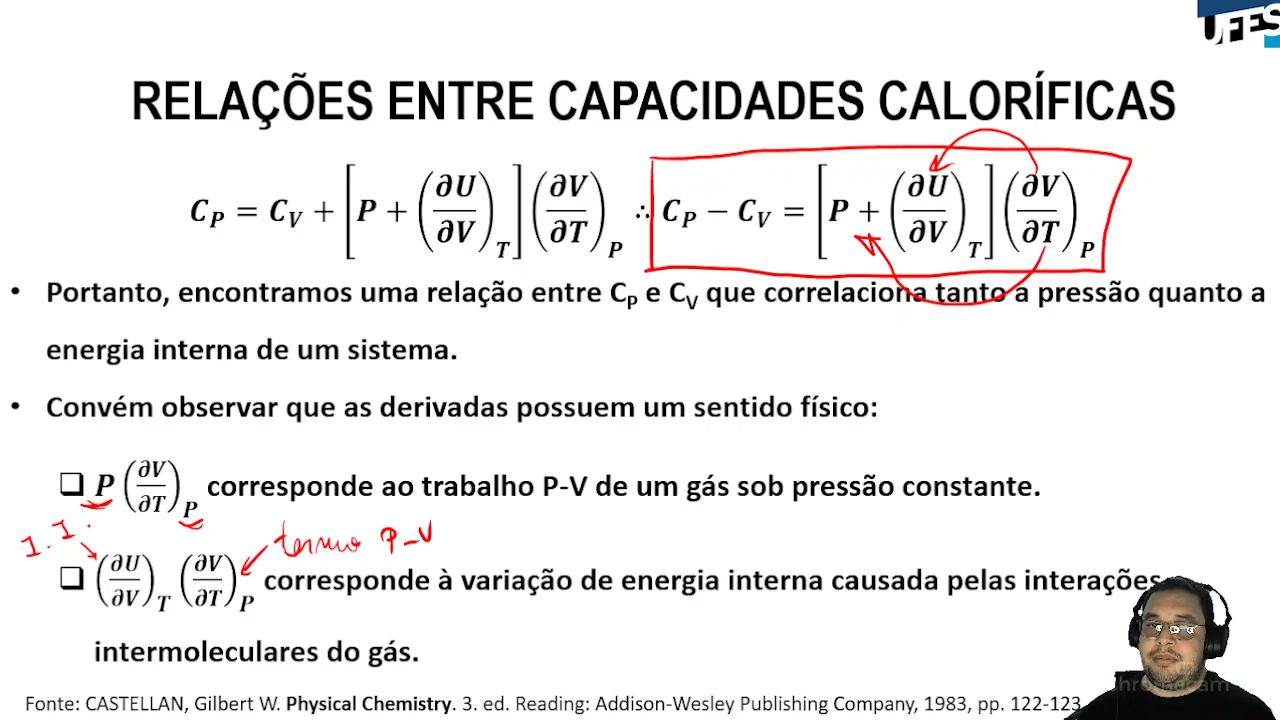 UFES
RELAÇÕES ENTRE CAPACIDADES CALORÍFICAS
C_P = C_V + [P + (∂U/∂V)_T](∂V/∂T)_P ∴ C_P − C_V = [P + (∂U/∂V)_T](∂V/∂T)_P
• Portanto, encontramos uma relação entre C_P e C_V que correlaciona tanto a pressão quanto a
energia interna de um sistema.
• Convém observar que as derivadas possuem um sentido físico:
❑ P(∂V/∂T)_P corresponde ao trabalho P-V de um gás sob pressão constante.
I.I.
termo P-V
❑ (∂U/∂V)_T (∂V/∂T)_P corresponde à variação de energia interna causada pelas interações
intermoleculares do gás.
Fonte: CASTELLAN, Gilbert W. Physical Chemistry. 3. ed. Reading: Addison-Wesley Publishing Company, 1983, pp. 122-123